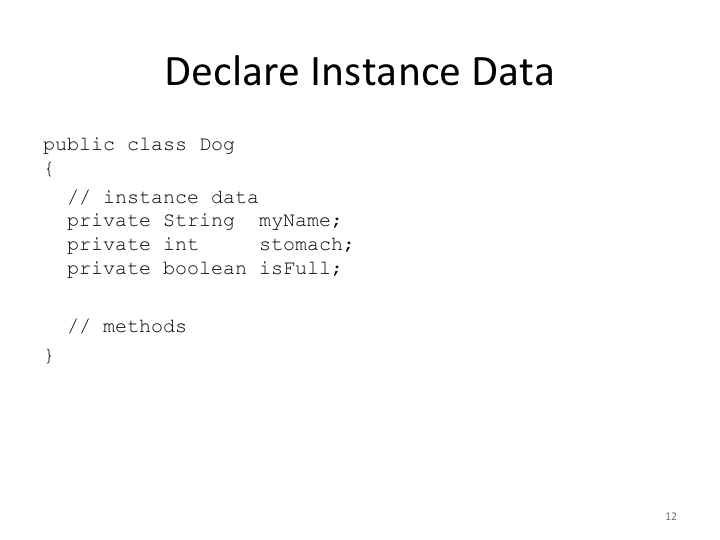 Declare Instance Data
public class Dog
{
  // instance data
  private String  myName;
  private int     stomach;
  private boolean isFull;
  // methods
}
12